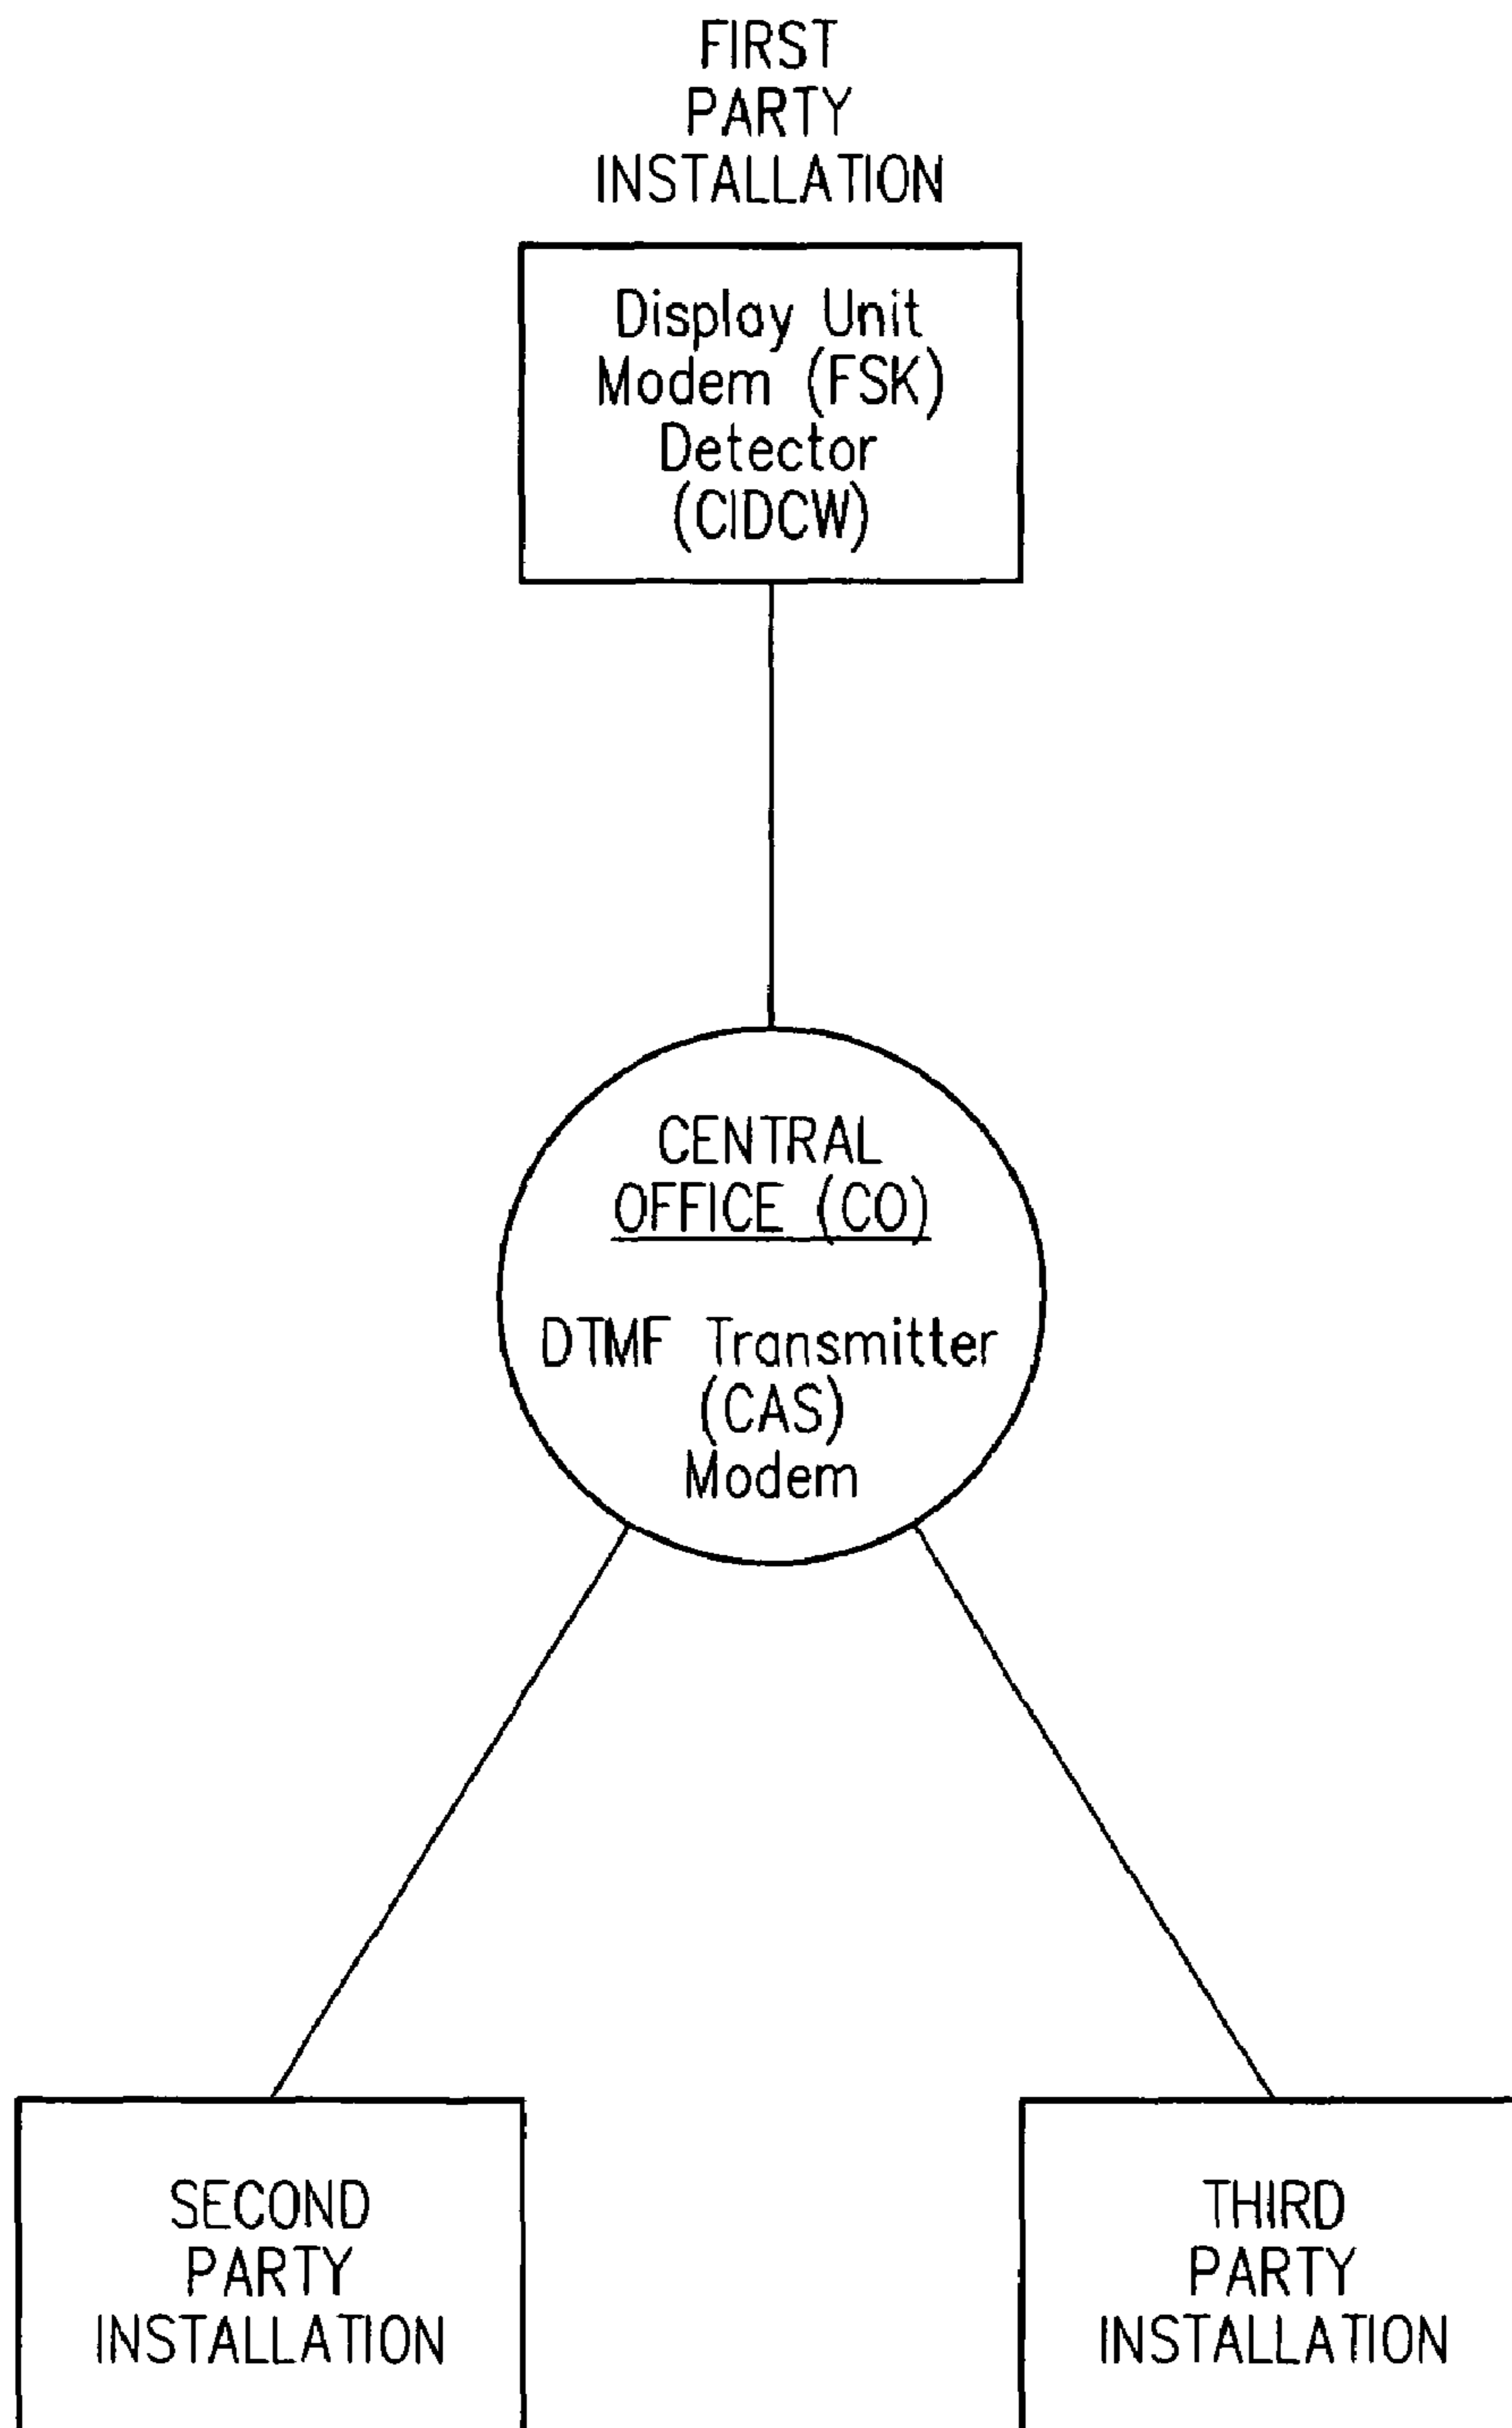 FIRST
PARTY
INSTALLATION
Display Unit
Modem (FSK)
Detector
(CIDCW)
CENTRAL
OFFICE (CO)
DTMF Transmitter
(CAS)
Modem
SECOND
PARTY
INSTALLATION
THIRD
PARTY
INSTALLATION